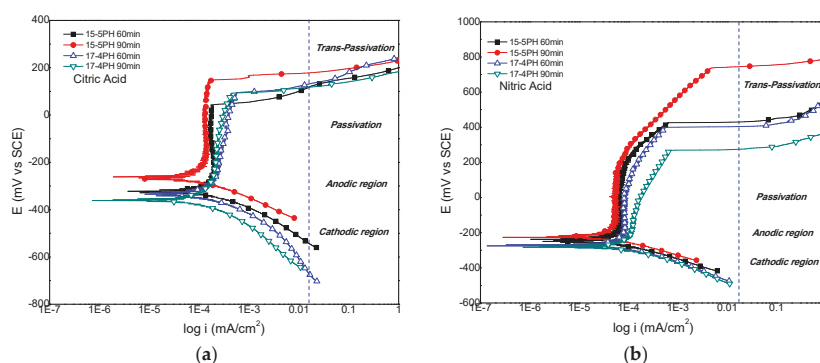 400
200
0
-200
-400
-600
-800
E (mV vs SCE)
15-5PH 60min
15-5PH 90min
17-4PH 60min
17-4PH 90min
Citric Acid
Trans-Passivation
Passivation
Anodic region
Cathodic region
1E-7 1E-6 1E-5 1E-4 1E-3 0.01 0.1 1
log i (mA/cm²)
(a)
1000
800
600
400
200
0
-200
-400
-600
E (mV vs SCE)
15-5PH 60min
15-5PH 90min
17-4PH 60min
17-4PH 90min
Nitric Acid
Trans-Passivation
Passivation
Anodic region
Cathodic region
1E-7 1E-6 1E-5 1E-4 1E-3 0.01 0.1 1
log i (mA/cm²)
(b)